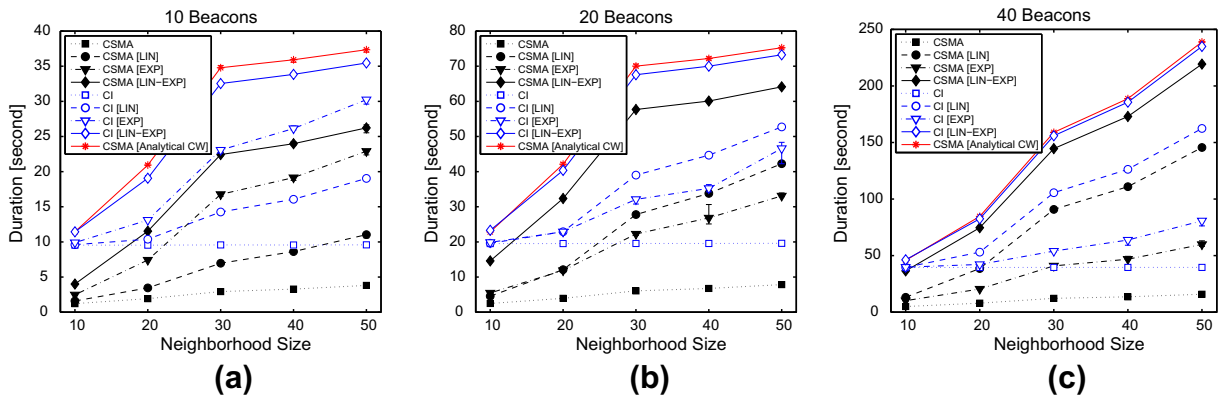 10 Beacons
Duration [second]
40
35
30
25
20
15
10
5
0
CSMA
CSMA [LIN]
CSMA [EXP]
CSMA [LIN−EXP]
CI
CI [LIN]
CI [EXP]
CI [LIN−EXP]
CSMA [Analytical CW]
10 20 30 40 50
Neighborhood Size
(a)
20 Beacons
Duration [second]
80
70
60
50
40
30
20
10
0
CSMA
CSMA [LIN]
CSMA [EXP]
CSMA [LIN−EXP]
CI
CI [LIN]
CI [EXP]
CI [LIN−EXP]
CSMA [Analytical CW]
10 20 30 40 50
Neighborhood Size
(b)
40 Beacons
Duration [second]
250
200
150
100
50
0
CSMA
CSMA [LIN]
CSMA [EXP]
CSMA [LIN−EXP]
CI
CI [LIN]
CI [EXP]
CI [LIN−EXP]
CSMA [Analytical CW]
10 20 30 40 50
Neighborhood Size
(c)